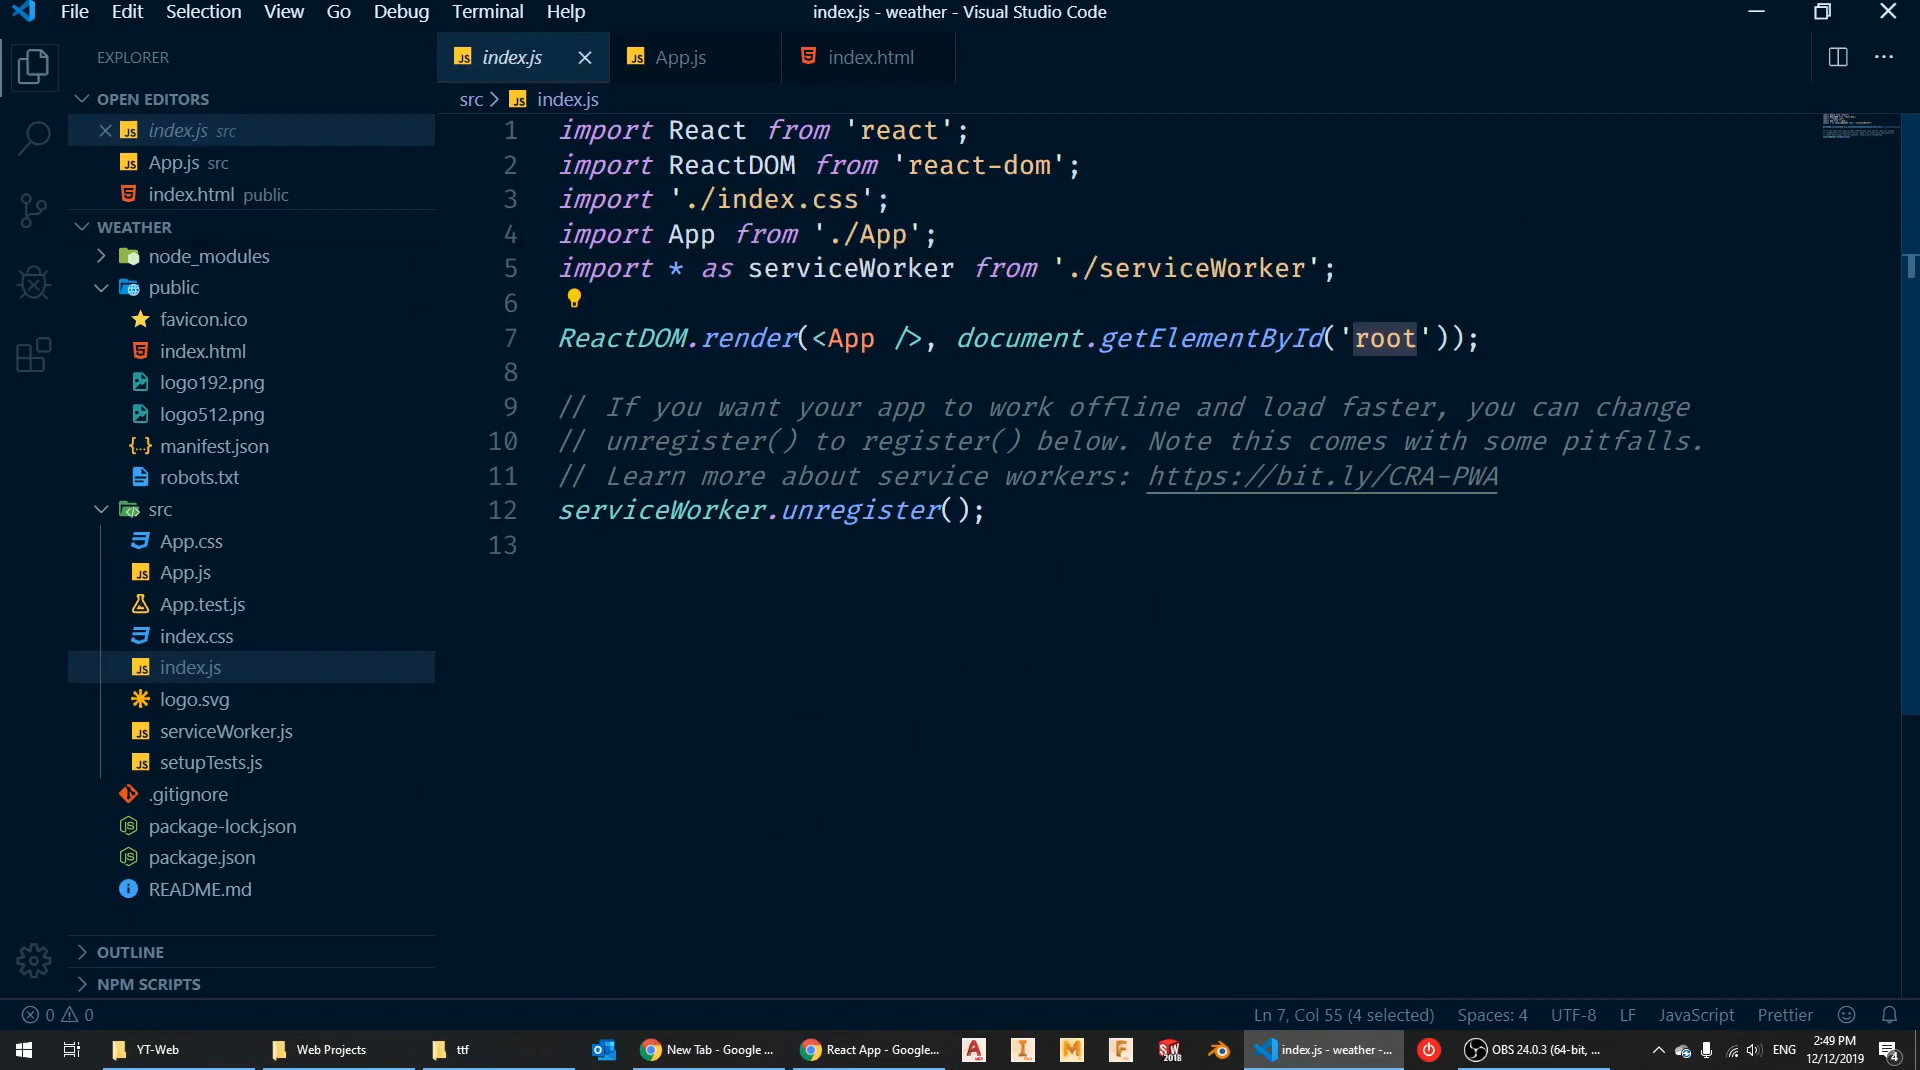 File Edit Selection View Go Debug Terminal Help
index.js - weather - Visual Studio Code
EXPLORER
OPEN EDITORS
index.js src
App.js src
index.html public
WEATHER
node_modules
public
favicon.ico
index.html
logo192.png
logo512.png
manifest.json
robots.txt
src
App.css
App.js
App.test.js
index.css
index.js
logo.svg
serviceWorker.js
setupTests.js
.gitignore
package-lock.json
package.json
README.md
OUTLINE
NPM SCRIPTS
index.js App.js index.html
src > index.js
1 import React from 'react';
2 import ReactDOM from 'react-dom';
3 import './index.css';
4 import App from './App';
5 import * as serviceWorker from './serviceWorker';
6
7 ReactDOM.render(<App />, document.getElementById('root'));
8
9 // If you want your app to work offline and load faster, you can change
10 // unregister() to register() below. Note this comes with some pitfalls.
11 // Learn more about service workers: https://bit.ly/CRA-PWA
12 serviceWorker.unregister();
13
0 0
Ln 7, Col 55 (4 selected) Spaces: 4 UTF-8 LF JavaScript Prettier
YT-Web Web Projects ttf New Tab - Google ... React App - Google... index.js - weather -... OBS 24.0.3 (64-bit, ... ENG
2:49 PM
12/12/2019
4